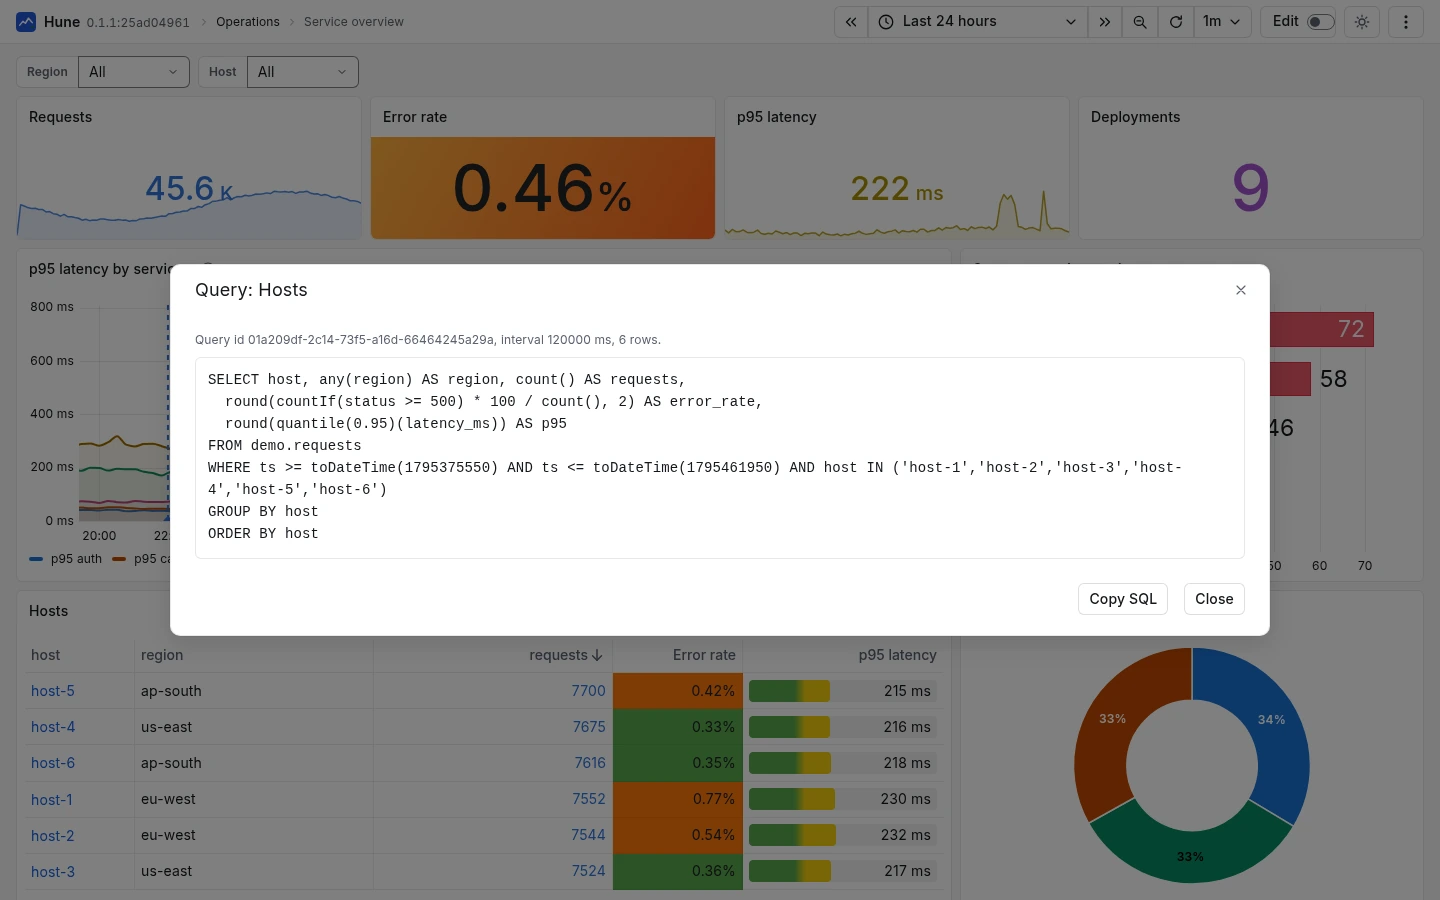 Hune 0.1.1:25ad04961 Operations Service overview
Last 24 hours 1m Edit
Region All Host All
Requests
45.6 K
Error rate
0.46%
p95 latency
222 ms
Deployments
9
p95 latency by servic
800 ms
600 ms
400 ms
200 ms
0 ms
20:00 22:
p95 auth p95 ca
Query: Hosts
Query id 01a209df-2c14-73f5-a16d-66464245a29a, interval 120000 ms, 6 rows.
SELECT host, any(region) AS region, count() AS requests,
round(countIf(status >= 500) * 100 / count(), 2) AS error_rate,
round(quantile(0.95)(latency_ms)) AS p95
FROM demo.requests
WHERE ts >= toDateTime(1795375550) AND ts <= toDateTime(1795461950) AND host IN ('host-1','host-2','host-3','host-
4','host-5','host-6')
GROUP BY host
ORDER BY host
Copy SQL Close
72
58
46
50 60 70
Hosts
host region requests Error rate p95 latency
host-5 ap-south 7700 0.42% 215 ms
host-4 us-east 7675 0.33% 216 ms
host-6 ap-south 7616 0.35% 218 ms
host-1 eu-west 7552 0.77% 230 ms
host-2 eu-west 7544 0.54% 232 ms
host-3 us-east 7524 0.36% 217 ms
33%
34%
33%